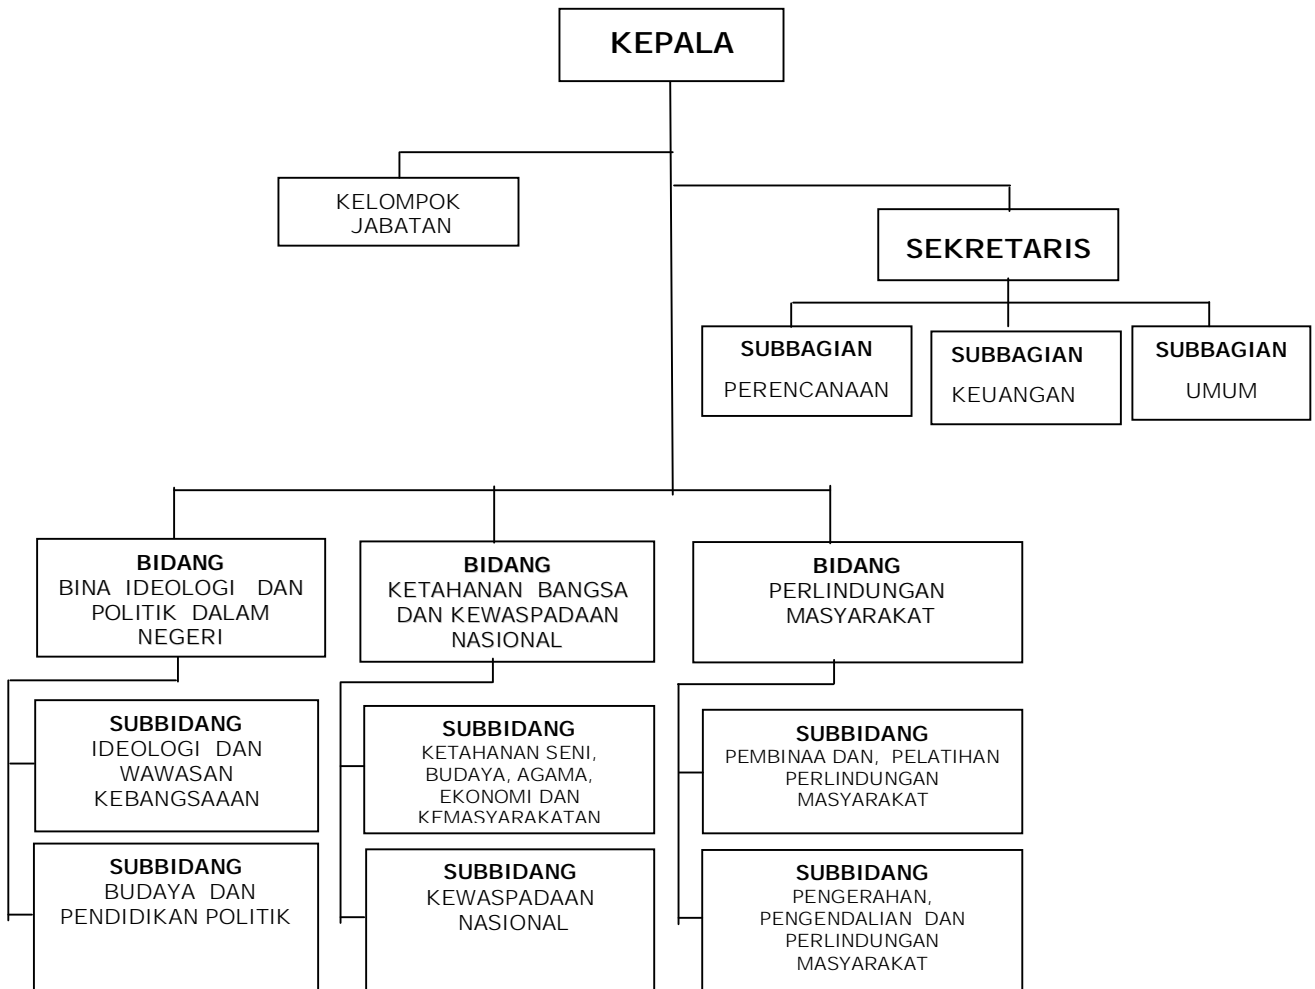 KEPALA
KELOMPOK
JABATAN
SEKRETARIS
SUBBAGIAN
PERENCANAAN
SUBBAGIAN
KEUANGAN
SUBBAGIAN
UMUM
BIDANG
BINA IDEOLOGI DAN
POLITIK DALAM
NEGERI
BIDANG
KETAHANAN BANGSA
DAN KEWASPADAAN
NASIONAL
BIDANG
PERLINDUNGAN
MASYARAKAT
SUBBIDANG
IDEOLOGI DAN
WAWASAN
KEBANGSAAAN
SUBBIDANG
KETAHANAN SENI,
BUDAYA, AGAMA,
EKONOMI DAN
KEMASYARAKATAN
SUBBIDANG
PEMBINAA DAN, PELATIHAN
PERLINDUNGAN
MASYARAKAT
SUBBIDANG
BUDAYA DAN
PENDIDIKAN POLITIK
SUBBIDANG
KEWASPADAAN
NASIONAL
SUBBIDANG
PENGERAHAN,
PENGENDALIAN DAN
PERLINDUNGAN
MASYARAKAT